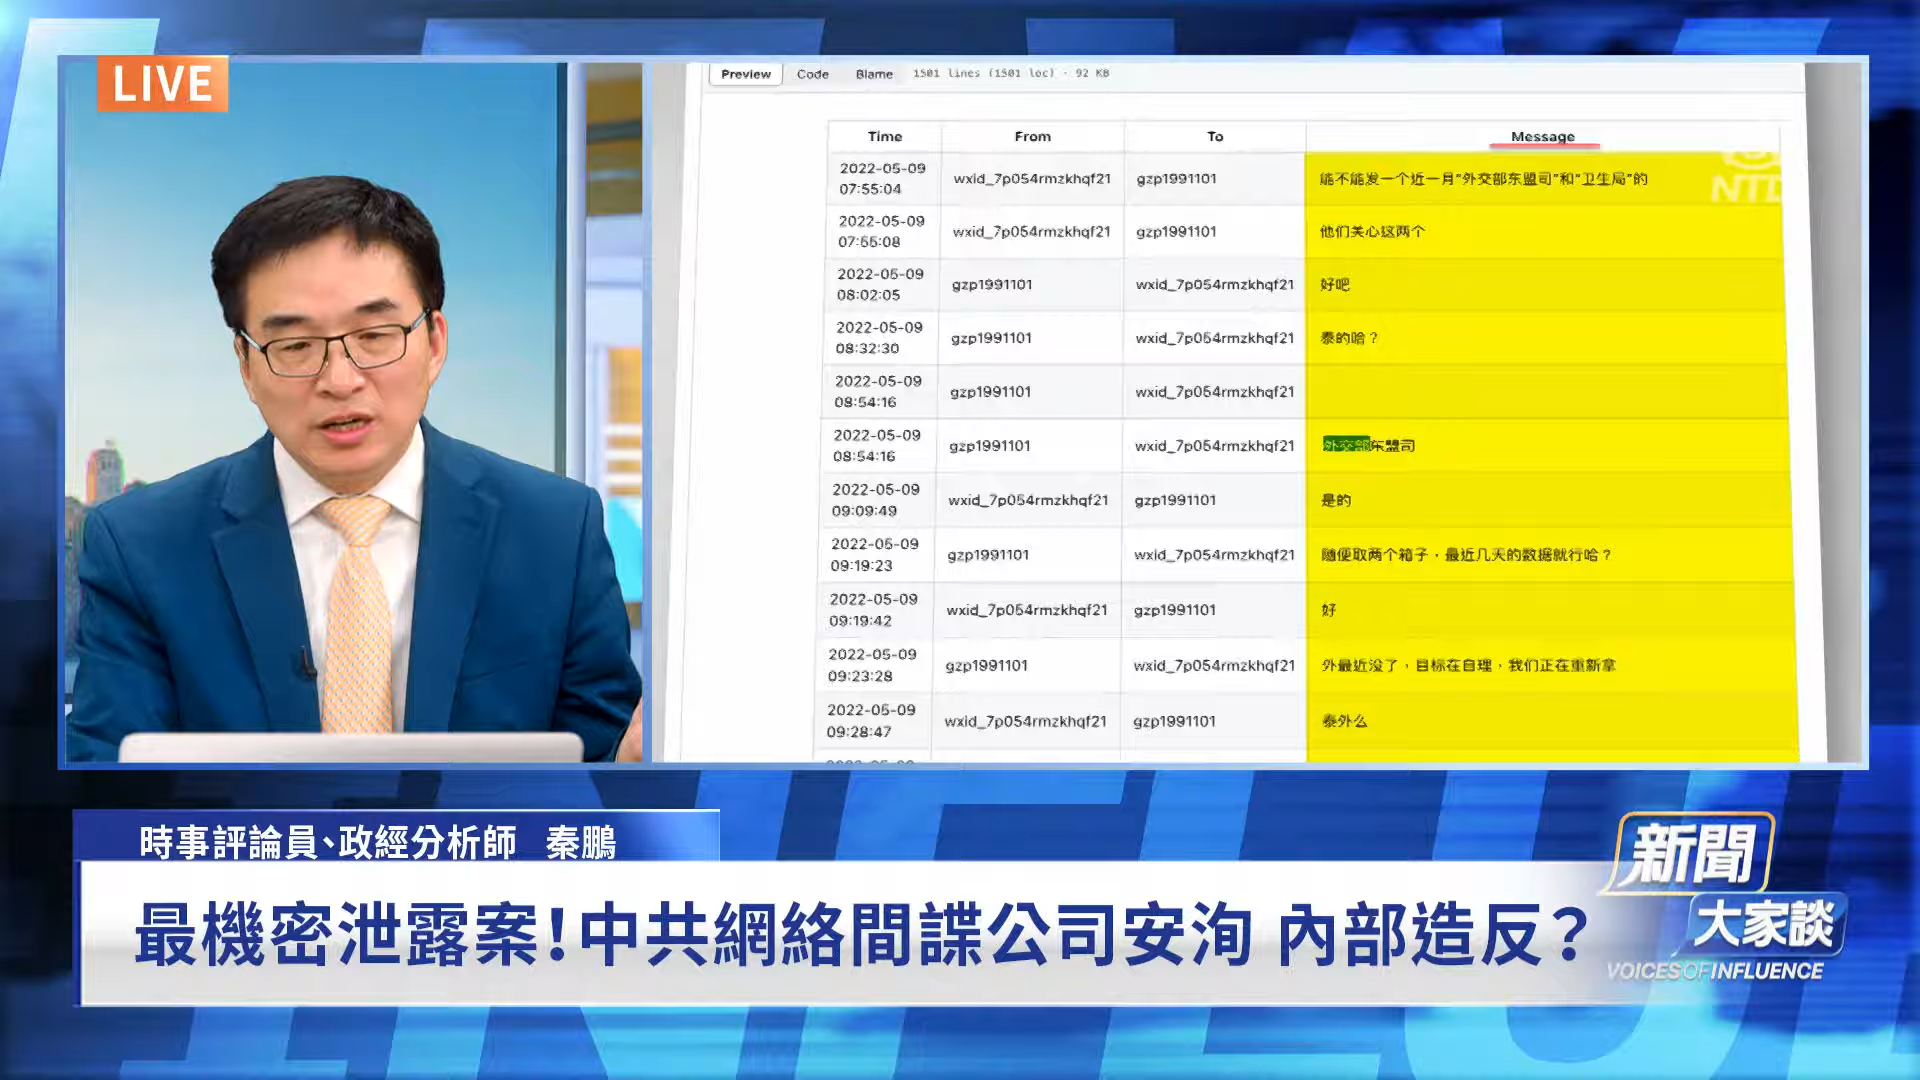 LIVE
Preview Code Blame 1501 lines (1501 loc) · 92 KB
Time From To Message
2022-05-09 07:55:04 wxid_7p054rmzkhqf21 gzp1991101 能不能发一个近一月"外交部东盟司"和"卫生局"的
2022-05-09 07:55:08 wxid_7p054rmzkhqf21 gzp1991101 他们关心这两个
2022-05-09 08:02:05 gzp1991101 wxid_7p054rmzkhqf21 好吧
2022-05-09 08:32:30 gzp1991101 wxid_7p054rmzkhqf21 泰的哈？
2022-05-09 08:54:16 gzp1991101 wxid_7p054rmzkhqf21
2022-05-09 08:54:16 gzp1991101 wxid_7p054rmzkhqf21 外交部东盟司
2022-05-09 09:09:49 wxid_7p054rmzkhqf21 gzp1991101 是的
2022-05-09 09:19:23 gzp1991101 wxid_7p054rmzkhqf21 随便取两个箱子，最近几天的数据就行哈？
2022-05-09 09:19:42 wxid_7p054rmzkhqf21 gzp1991101 好
2022-05-09 09:23:28 gzp1991101 wxid_7p054rmzkhqf21 外最近没了，目标在自理，我们正在重新拿
2022-05-09 09:28:47 wxid_7p054rmzkhqf21 gzp1991101 泰外么
NTD
時事評論員、政經分析師 秦鵬
最機密泄露案！中共網絡間諜公司安洵 內部造反？
新聞
大家談
VOICES OF INFLUENCE